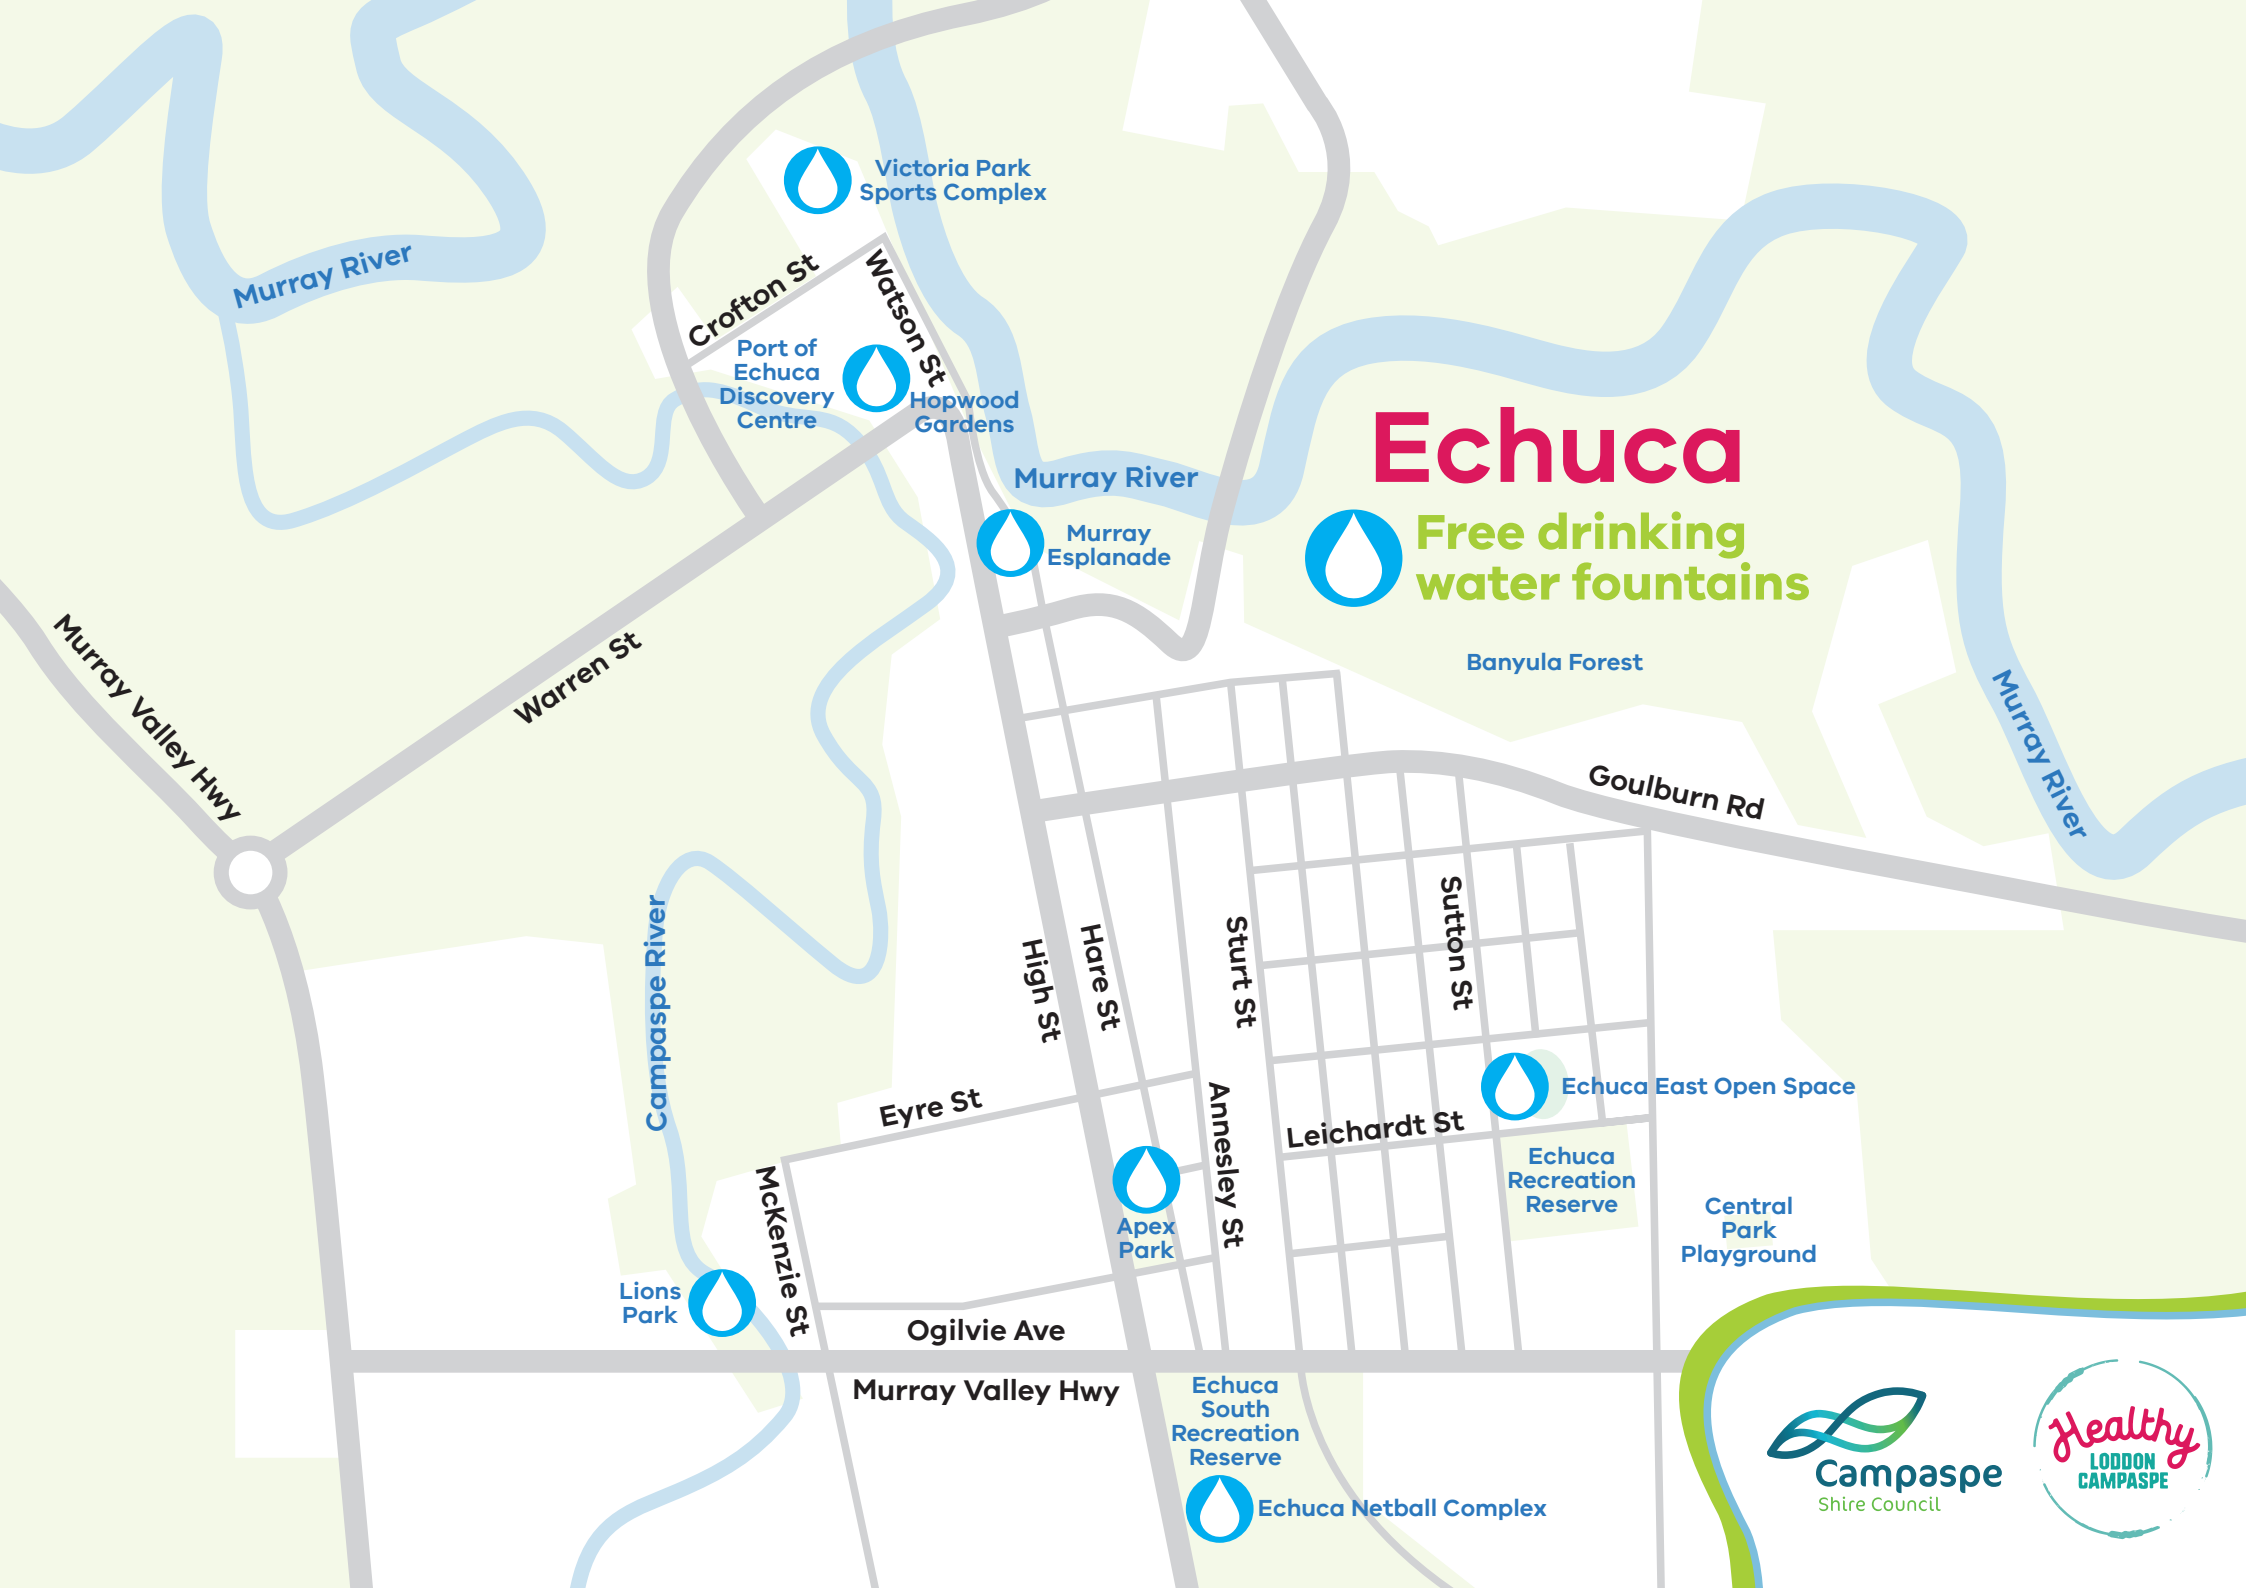 Victoria Park
Sports Complex
Murray River
Crofton St
Watson St
Port of
Echuca
Discovery
Centre
Hopwood
Gardens
Murray River
Echuca
Free drinking
water fountains
Murray
Esplanade
Banyula Forest
Murray Valley Hwy
Warren St
Murray River
Goulburn Rd
Campaspe River
High St
Hare St
Sturt St
Sutton St
Eyre St
Annesley St
Leichardt St
Echuca East Open Space
Echuca
Recreation
Reserve
McKenzie St
Apex
Park
Central
Park
Playground
Lions
Park
Ogilvie Ave
Murray Valley Hwy
Echuca
South
Recreation
Reserve
Echuca Netball Complex
Campaspe
Shire Council
Healthy
LODDON
CAMPASPE